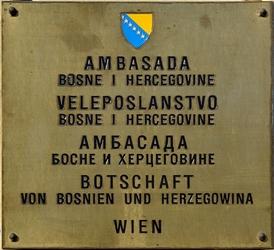 AMBASADA
BOSNE I HERCEGOVINE
VELEPOSLANSTVO
BOSNE I HERCEGOVINE
АМБАСАДА
БОСНЕ И ХЕРЦЕГОВИНЕ
BOTSCHAFT
VON BOSNIEN UND HERZEGOWINA
WIEN